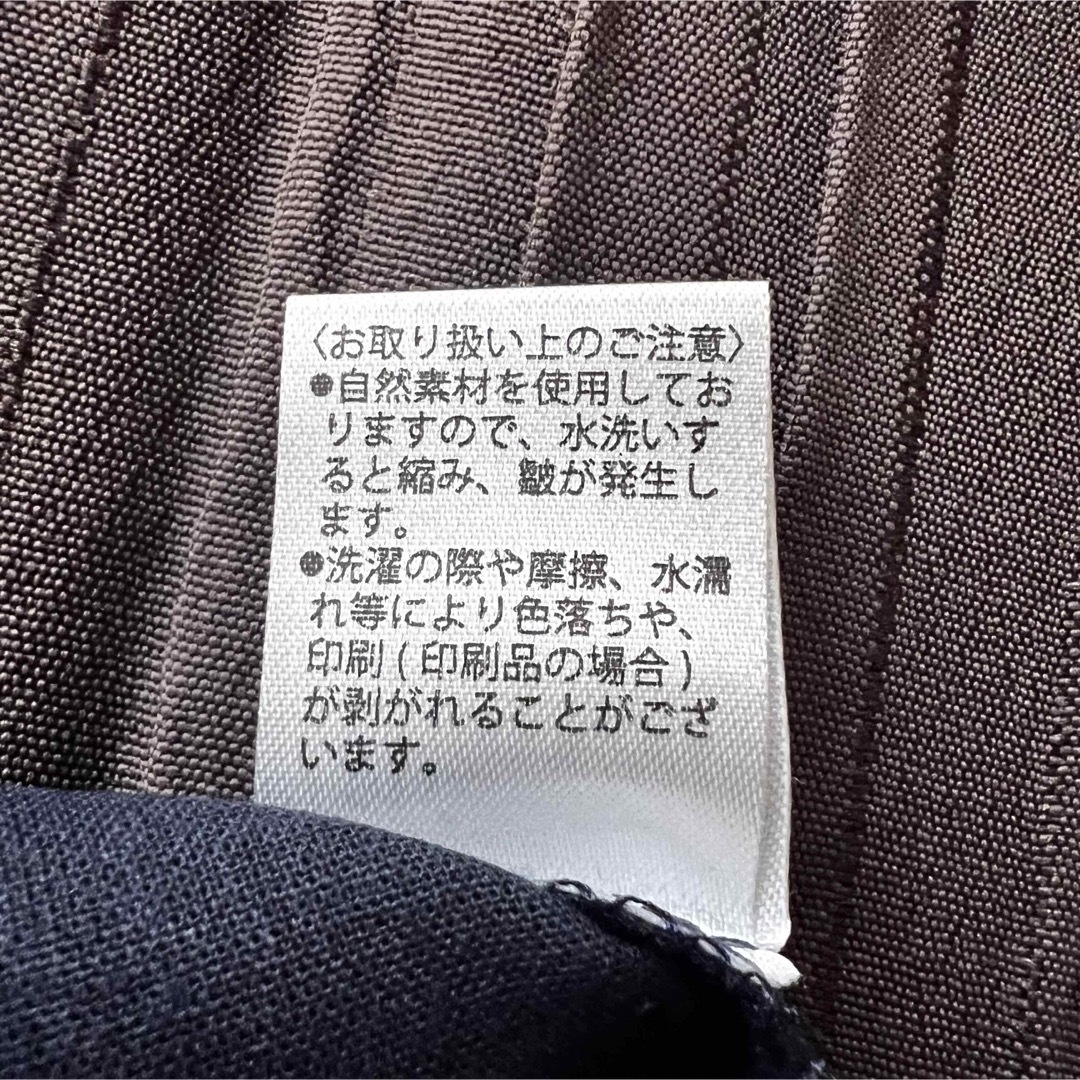 〈お取り扱い上のご注意〉
●自然素材を使用してお
りますので、水洗いす
ると縮み、皺が発生し
ます。
●洗濯の際や摩擦、水濡
れ等により色落ちや、
印刷(印刷品の場合)
が剥がれることがござ
います。